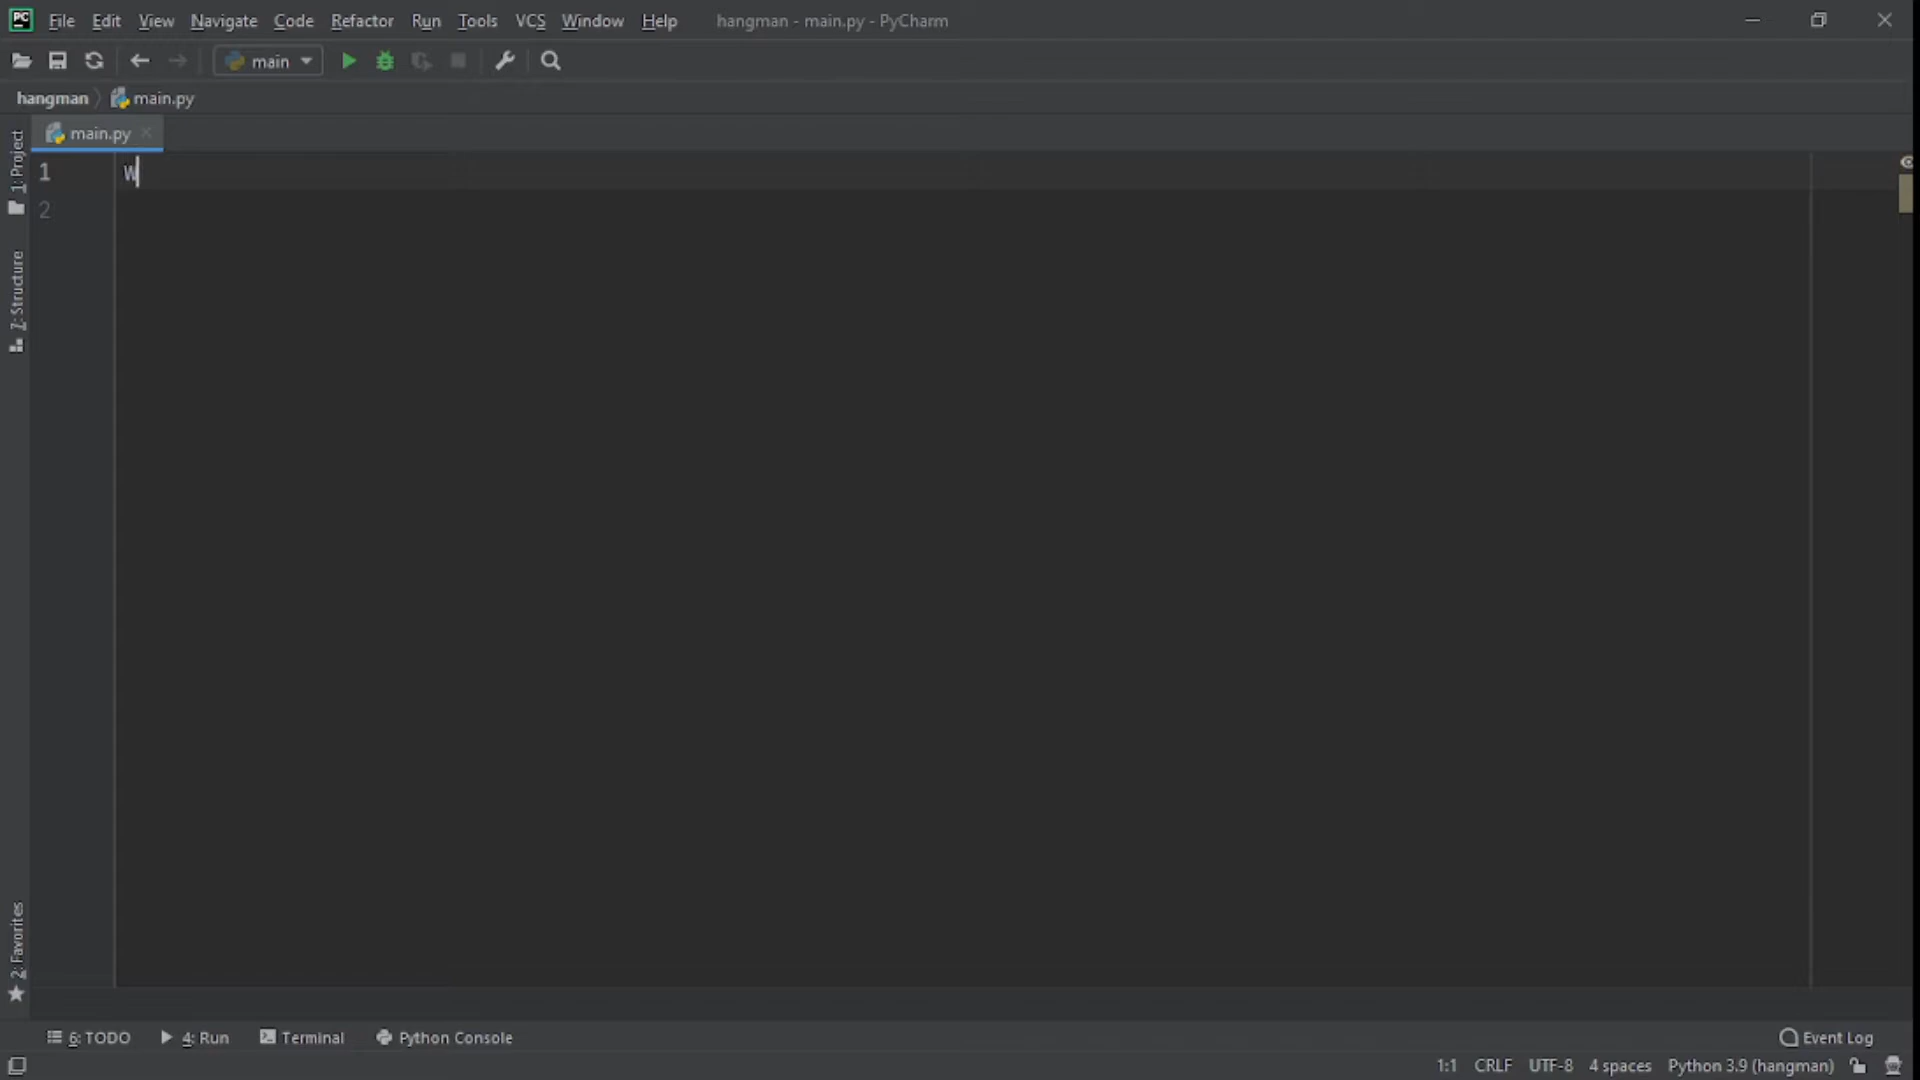 PC File Edit View Navigate Code Refactor Run Tools VCS Window Help hangman - main.py - PyCharm
main
hangman main.py
main.py
1 W
2
1: Project
7: Structure
2: Favorites
6: TODO 4: Run Terminal Python Console Event Log
1:1 CRLF UTF-8 4 spaces Python 3.9 (hangman)